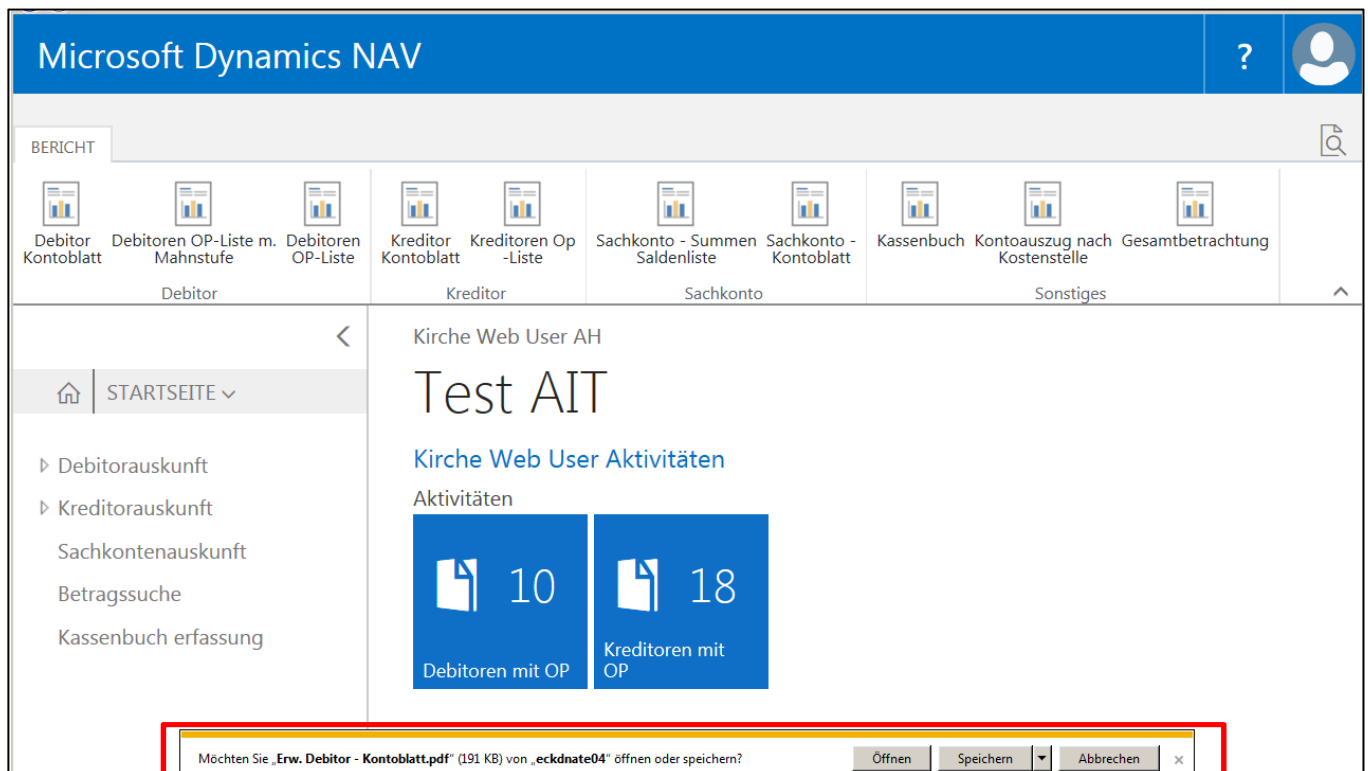 Microsoft Dynamics NAV
?
BERICHT
Debitor Kontoblatt
Debitoren OP-Liste m. Mahnstufe
Debitoren OP-Liste
Kreditor Kontoblatt
Kreditoren Op -Liste
Sachkonto - Summen Saldenliste
Sachkonto - Kontoblatt
Kassenbuch
Kontoauszug nach Kostenstelle
Gesamtbetrachtung
Debitor
Kreditor
Sachkonto
Sonstiges
Kirche Web User AH
STARTSEITE
Test AIT
Debitorauskunft
Kreditorauskunft
Sachkontenauskunft
Betragssuche
Kassenbuch erfassung
Kirche Web User Aktivitäten
Aktivitäten
10
Debitoren mit OP
18
Kreditoren mit
OP
Möchten Sie „Erw. Debitor - Kontoblatt.pdf“ (191 KB) von „eckdnate04“ öffnen oder speichern?
Öffnen
Speichern
Abbrechen
×